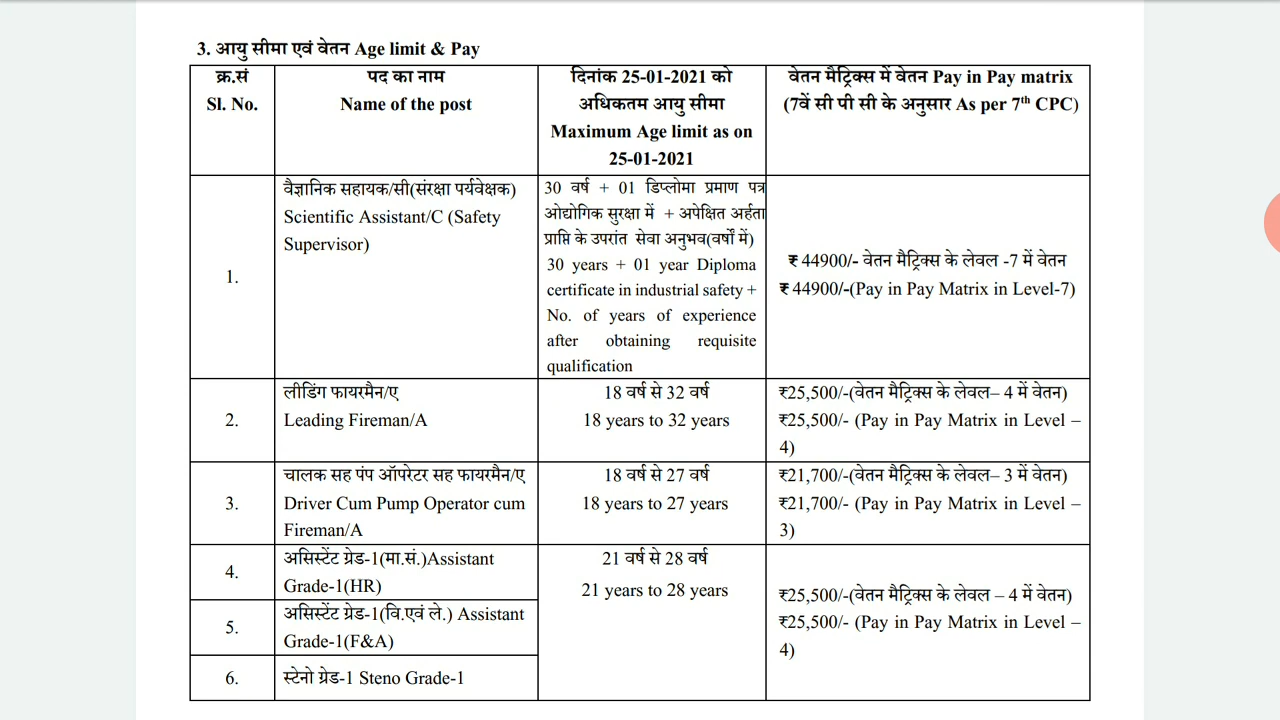 3. आयु सीमा एवं वेतन Age limit & Pay
क्र.सं
Sl. No.
पद का नाम
Name of the post
दिनांक 25-01-2021 को
अधिकतम आयु सीमा
Maximum Age limit as on
25-01-2021
वेतन मैट्रिक्स में वेतन Pay in Pay matrix
(7वें सी पी सी के अनुसार As per 7th CPC)
1.
वैज्ञानिक सहायक/सी(संरक्षा पर्यवेक्षक)
Scientific Assistant/C (Safety
Supervisor)
30 वर्ष + 01 डिप्लोमा प्रमाण पत्र
ओद्योगिक सुरक्षा में + अपेक्षित अर्हता
प्राप्ति के उपरांत सेवा अनुभव(वर्षों में)
30 years + 01 year Diploma
certificate in industrial safety +
No. of years of experience
after obtaining requisite
qualification
₹ 44900/- वेतन मैट्रिक्स के लेवल -7 में वेतन
₹ 44900/-(Pay in Pay Matrix in Level-7)
2.
लीडिंग फायरमैन/ए
Leading Fireman/A
18 वर्ष से 32 वर्ष
18 years to 32 years
₹25,500/-(वेतन मैट्रिक्स के लेवल– 4 में वेतन)
₹25,500/- (Pay in Pay Matrix in Level –
4)
3.
चालक सह पंप ऑपरेटर सह फायरमैन/ए
Driver Cum Pump Operator cum
Fireman/A
18 वर्ष से 27 वर्ष
18 years to 27 years
₹21,700/-(वेतन मैट्रिक्स के लेवल– 3 में वेतन)
₹21,700/- (Pay in Pay Matrix in Level –
3)
4.
असिस्टेंट ग्रेड-1(मा.सं.)Assistant
Grade-1(HR)
21 वर्ष से 28 वर्ष
21 years to 28 years
₹25,500/-(वेतन मैट्रिक्स के लेवल – 4 में वेतन)
₹25,500/- (Pay in Pay Matrix in Level –
4)
5.
असिस्टेंट ग्रेड-1(वि.एवं ले.) Assistant
Grade-1(F&A)
6.
स्टेनो ग्रेड-1 Steno Grade-1